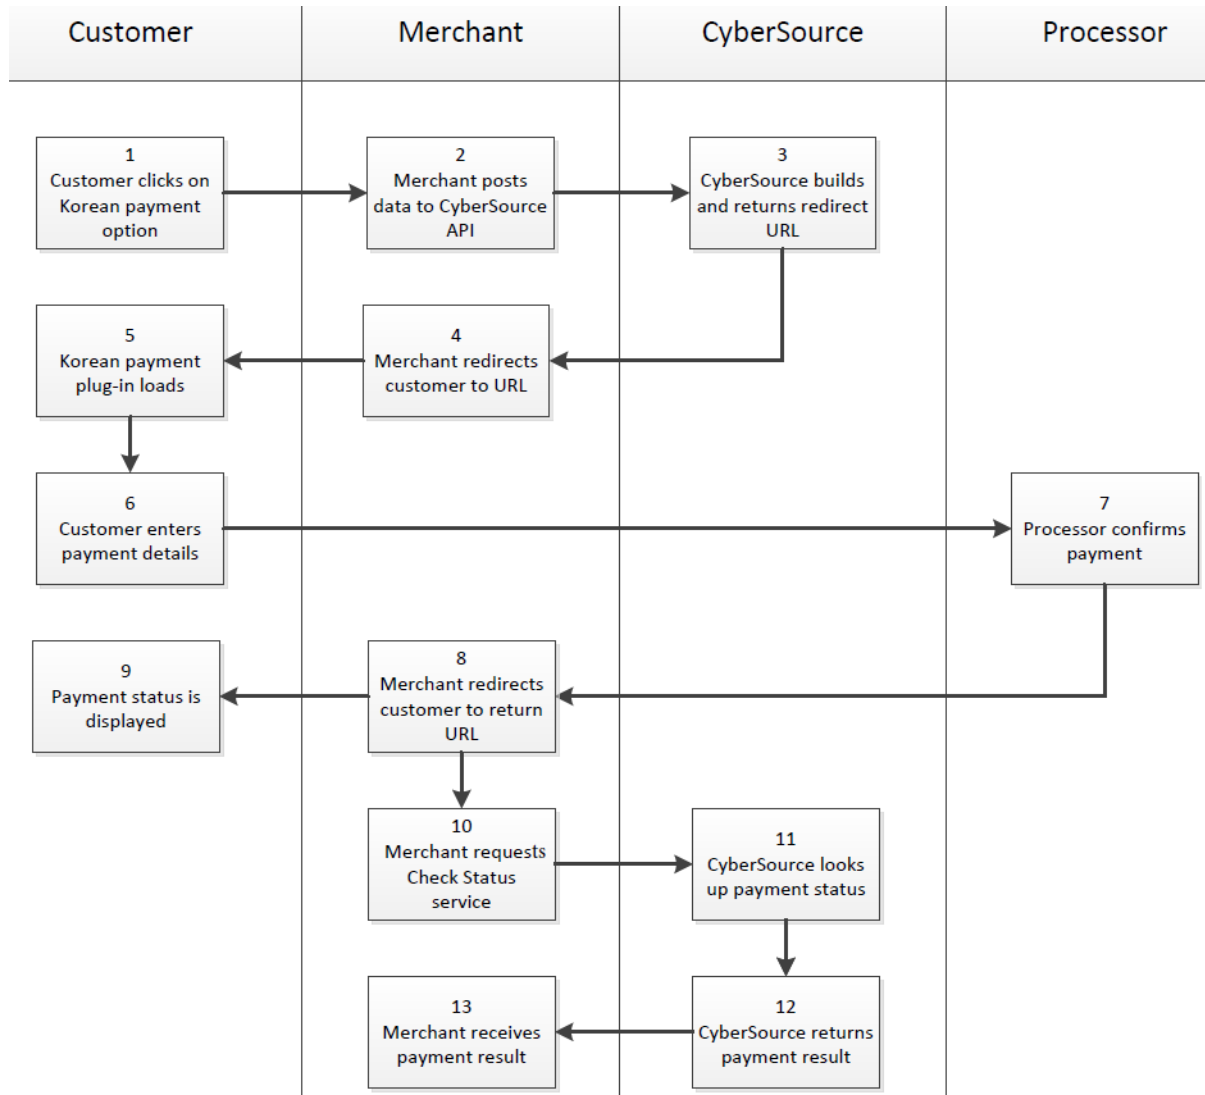 Customer
Merchant
CyberSource
Processor
1
Customer clicks on
Korean payment
option
2
Merchant posts
data to CyberSource
API
3
CyberSource builds
and returns redirect
URL
5
Korean payment
plug-in loads
4
Merchant redirects
customer to URL
6
Customer enters
payment details
7
Processor confirms
payment
9
Payment status is
displayed
8
Merchant redirects
customer to return
URL
10
Merchant requests
Check Status
service
11
CyberSource looks
up payment status
13
Merchant receives
payment result
12
CyberSource returns
payment result